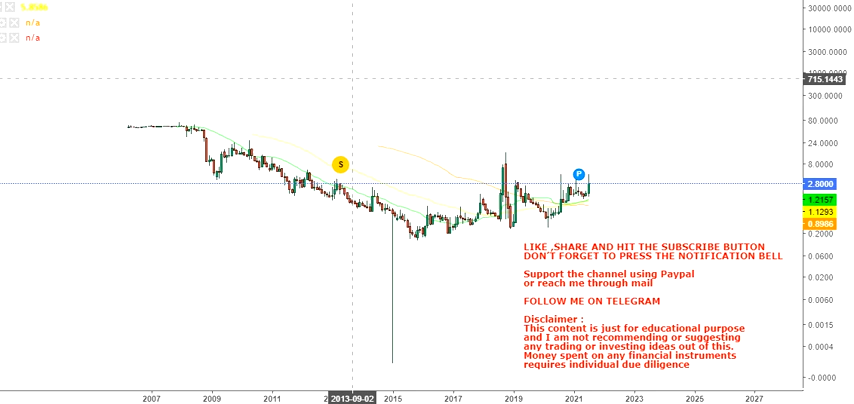 n/a
n/a
30000.0000
10000.0000
3000.0000
715.1443
300.0000
80.0000
24.0000
8.0000
2.8000
1.2157
1.1293
0.8986
0.2000
0.0600
0.0200
0.0060
0.0015
0.0004
-0.0000
S
P
LIKE ,SHARE AND HIT THE SUBSCRIBE BUTTON
DON´T FORGET TO PRESS THE NOTIFICATION BELL
Support the channel using Paypal
or reach me through mail
FOLLOW ME ON TELEGRAM
Disclaimer :
This content is just for educational purpose
and I am not recommending or suggesting
any trading or investing ideas out of this.
Money spent on any financial instruments
requires individual due diligence
2007 2009 2011 2013-09-02 2015 2017 2019 2021 2023 2025 2027